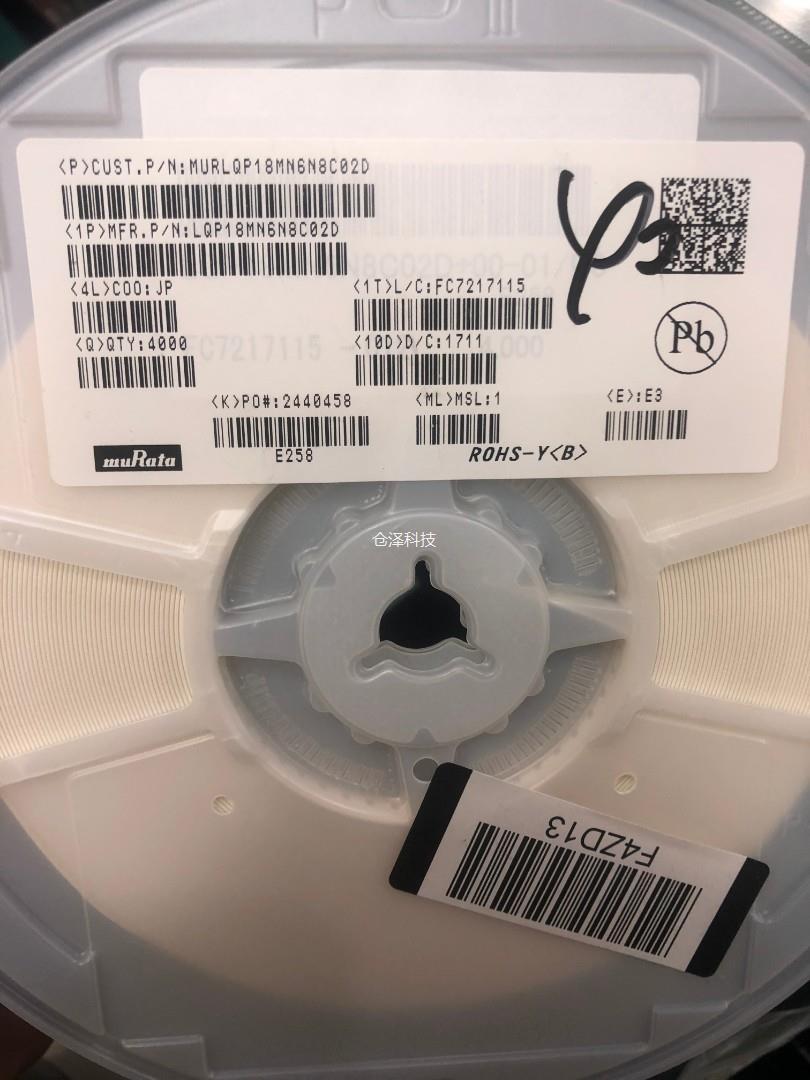 <P>CUST.P/N:MURLQP18MN6N8C02D
<1P>MFR.P/N:LQP18MN6N8C02D
<4L>COO:JP
<1T>L/C:FC7217115
<Q>QTY:4000
<10D>D/C:1711
<K>PO#:2440458
<ML>MSL:1
<E>:E3
Pb
muRata
E258
ROHS-Y<B>
仓泽科技
F4ZD13